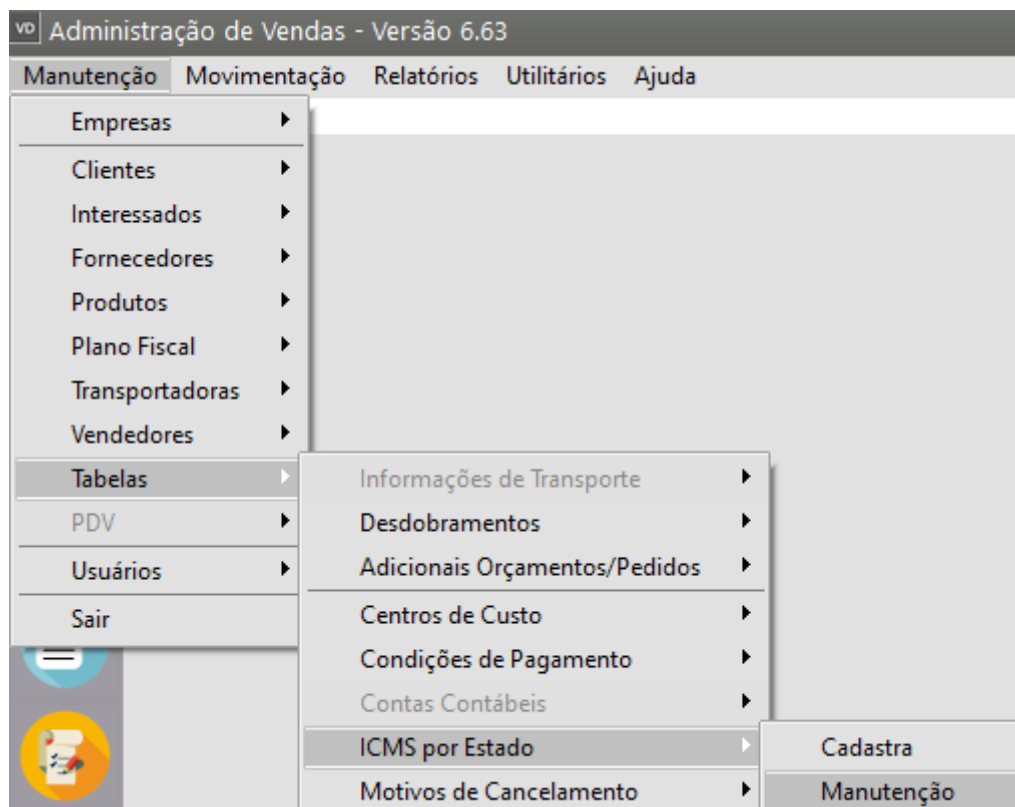 VD Administração de Vendas - Versão 6.63
Manutenção Movimentação Relatórios Utilitários Ajuda
Empresas
Clientes
Interessados
Fornecedores
Produtos
Plano Fiscal
Transportadoras
Vendedores
Tabelas
PDV
Usuários
Sair
Informações de Transporte
Desdobramentos
Adicionais Orçamentos/Pedidos
Centros de Custo
Condições de Pagamento
Contas Contábeis
ICMS por Estado
Motivos de Cancelamento
Cadastra
Manutenção